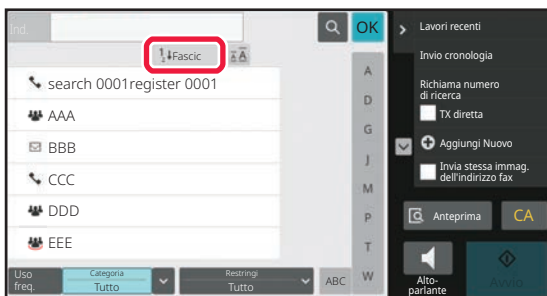 Ind.
OK
1 2 Fascic
A A
search 0001register 0001
AAA
BBB
CCC
DDD
EEE
A
D
G
J
M
P
T
W
Uso
freq.
Categoria
Tutto
Restringi
Tutto
ABC
Lavori recenti
Invio cronologia
Richiama numero
di ricerca
TX diretta
Aggiungi Nuovo
Invia stessa immag.
dell'indirizzo fax
Anteprima
CA
Alto-
parlante
Avvio